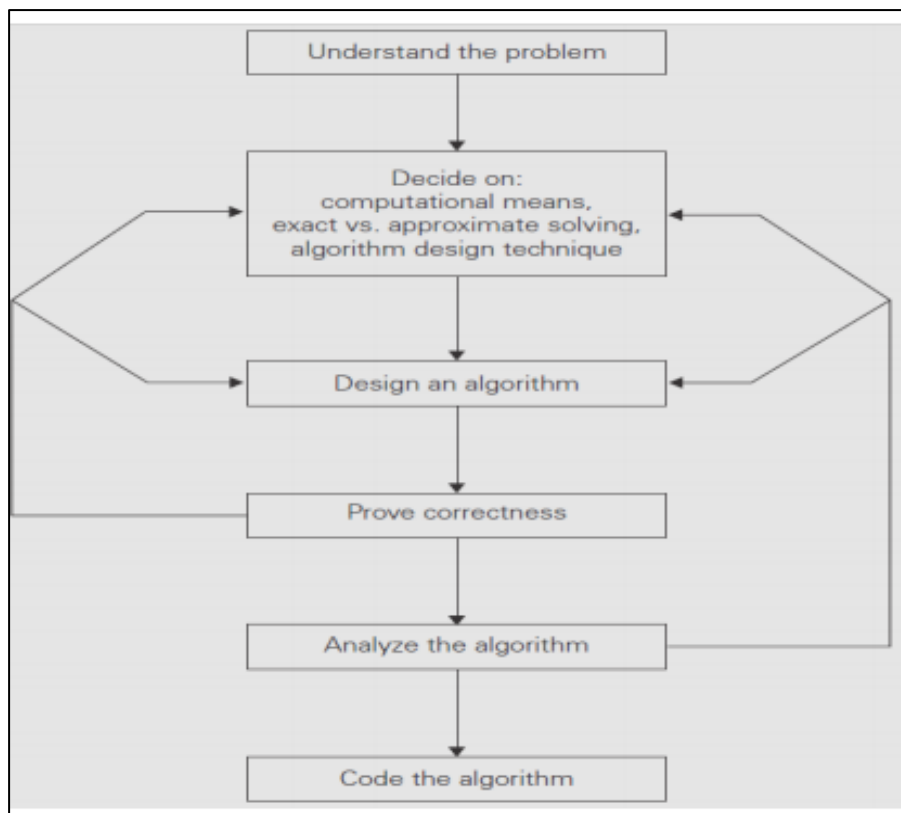 Understand the problem
Decide on:
computational means,
exact vs. approximate solving,
algorithm design technique
Design an algorithm
Prove correctness
Analyze the algorithm
Code the algorithm